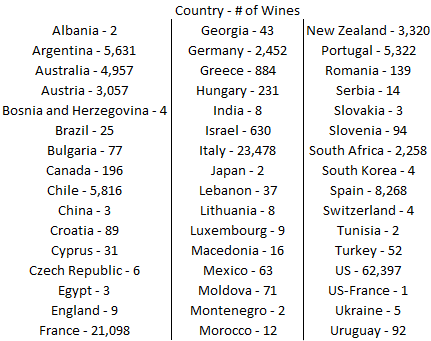 Country - # of Wines
Albania - 2
Argentina - 5,631
Australia - 4,957
Austria - 3,057
Bosnia and Herzegovina - 4
Brazil - 25
Bulgaria - 77
Canada - 196
Chile - 5,816
China - 3
Croatia - 89
Cyprus - 31
Czech Republic - 6
Egypt - 3
England - 9
France - 21,098
Georgia - 43
Germany - 2,452
Greece - 884
Hungary - 231
India - 8
Israel - 630
Italy - 23,478
Japan - 2
Lebanon - 37
Lithuania - 8
Luxembourg - 9
Macedonia - 16
Mexico - 63
Moldova - 71
Montenegro - 2
Morocco - 12
New Zealand - 3,320
Portugal - 5,322
Romania - 139
Serbia - 14
Slovakia - 3
Slovenia - 94
South Africa - 2,258
South Korea - 4
Spain - 8,268
Switzerland - 4
Tunisia - 2
Turkey - 52
US - 62,397
US-France - 1
Ukraine - 5
Uruguay - 92